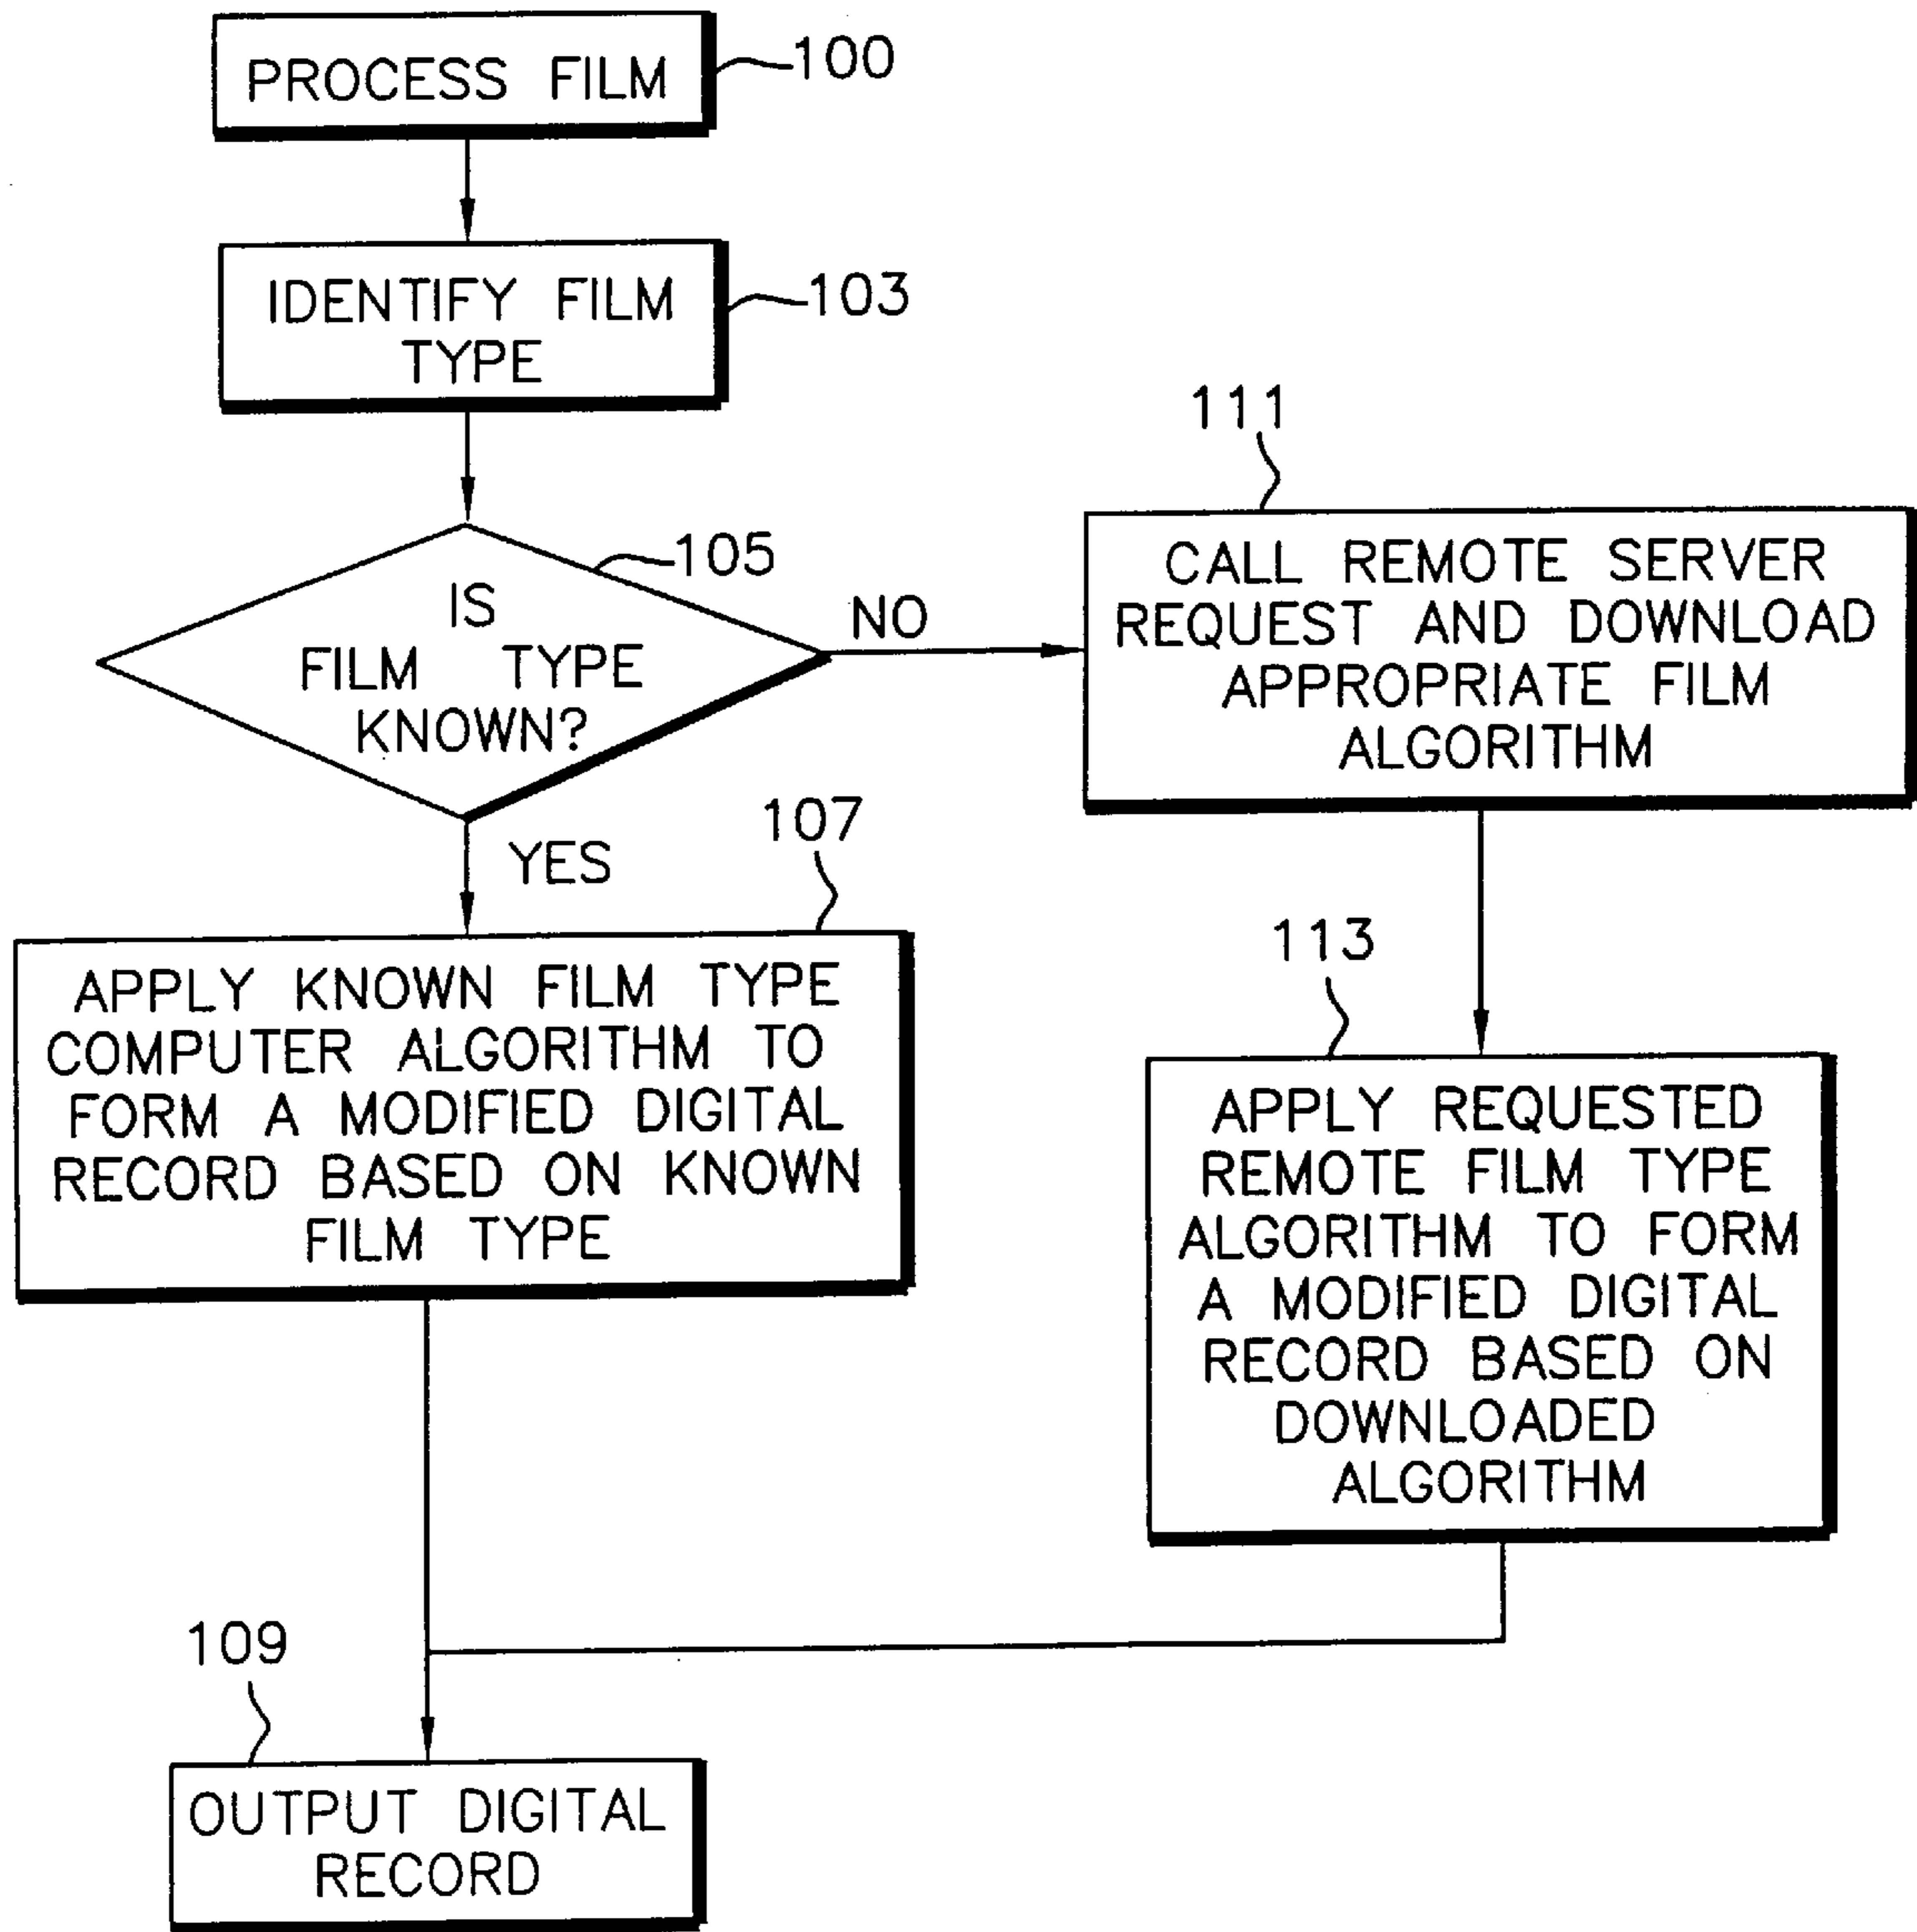 PROCESS FILM
100
IDENTIFY FILM
TYPE
103
IS
FILM TYPE
KNOWN?
105
NO
YES
111
CALL REMOTE SERVER
REQUEST AND DOWNLOAD
APPROPRIATE FILM
ALGORITHM
107
APPLY KNOWN FILM TYPE
COMPUTER ALGORITHM TO
FORM A MODIFIED DIGITAL
RECORD BASED ON KNOWN
FILM TYPE
113
APPLY REQUESTED
REMOTE FILM TYPE
ALGORITHM TO FORM
A MODIFIED DIGITAL
RECORD BASED ON
DOWNLOADED
ALGORITHM
109
OUTPUT DIGITAL
RECORD